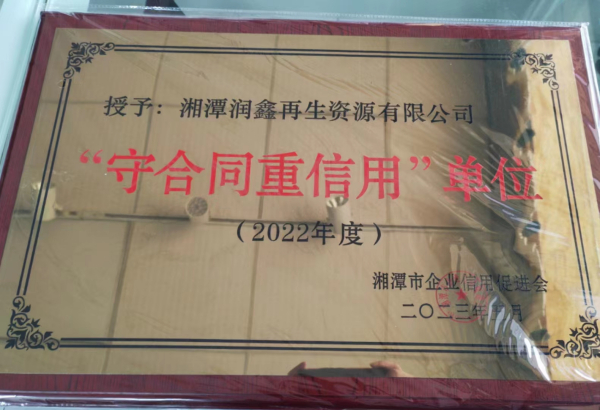 授予：湘潭润鑫再生资源有限公司
“守合同重信用”单位
（2022年度）
湘潭市企业信用促进会
二〇二三年 月